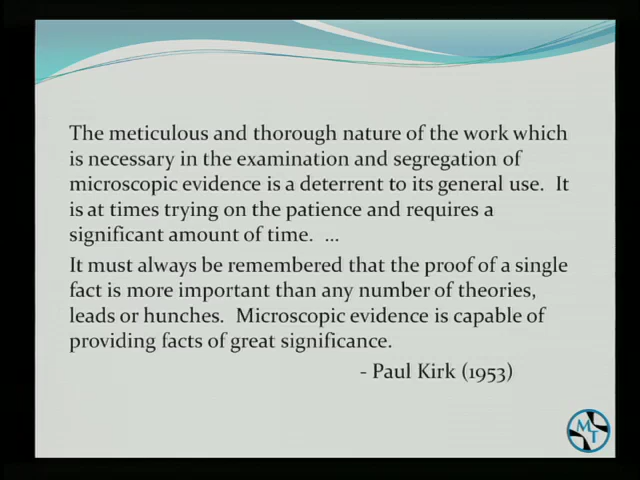 The meticulous and thorough nature of the work which
is necessary in the examination and segregation of
microscopic evidence is a deterrent to its general use.  It
is at times trying on the patience and requires a
significant amount of time.  ...
It must always be remembered that the proof of a single
fact is more important than any number of theories,
leads or hunches.  Microscopic evidence is capable of
providing facts of great significance.
- Paul Kirk (1953)
MT